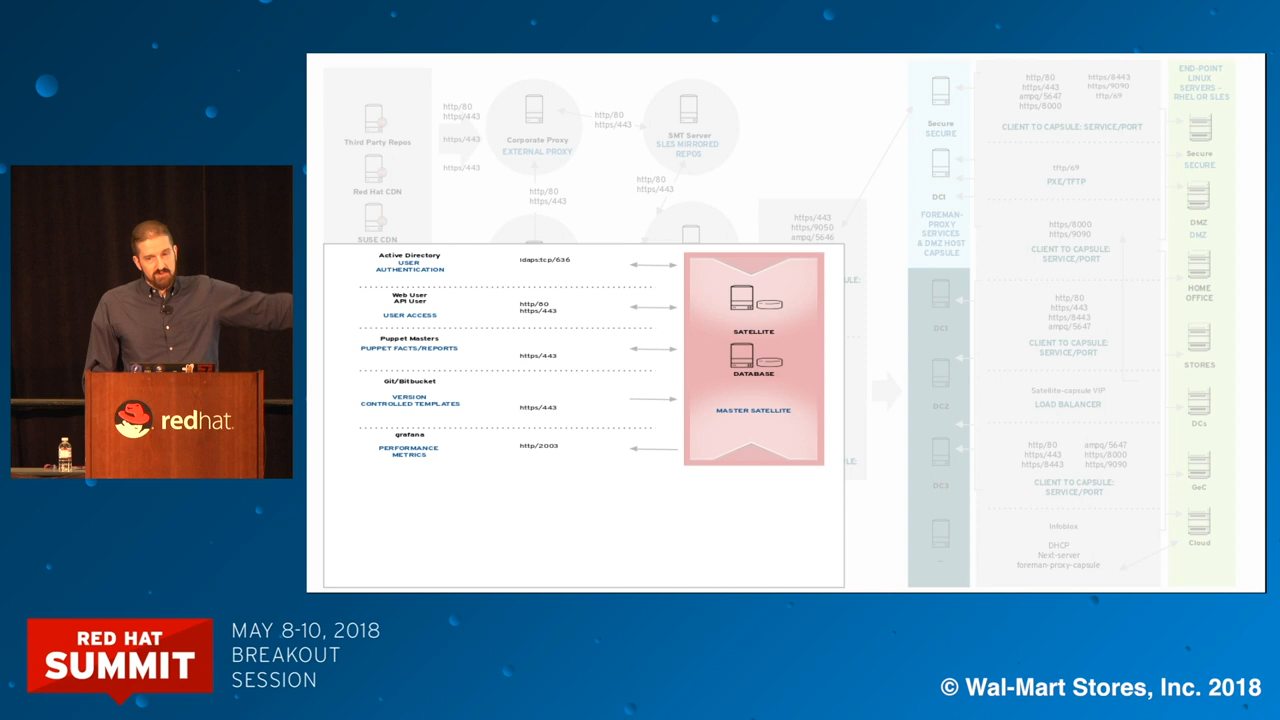 Third Party Repos
Red Hat CDN
SUSE CDN
http/80
https/443
https/443
https/443
Corporate Proxy
EXTERNAL PROXY
http/80
https/443
SMT Server
SLES MIRRORED
REPOS
http/80
https/443
http/80
https/443
https/443
https/9050
ampq/5646
Active Directory
USER
AUTHENTICATION
ldaps:tcp/636
Web User
API User
USER ACCESS
http/80
https/443
Puppet Masters
PUPPET FACTS/REPORTS
https/443
Git/Bitbucket
VERSION
CONTROLLED TEMPLATES
https/443
grafana
PERFORMANCE
METRICS
http/2003
SATELLITE
DATABASE
MASTER SATELLITE
Secure
SECURE
DC1
FOREMAN-
PROXY
SERVICES
& DMZ HOST
CAPSULE
DC1
DC2
DC3
...
http/80
https/443
ampq/5647
https/8000
https/8443
https/9090
tftp/69
CLIENT TO CAPSULE: SERVICE/PORT
tftp/69
PXE/TFTP
https/8000
https/9090
CLIENT TO CAPSULE:
SERVICE/PORT
http/80
https/443
https/8443
ampq/5647
CLIENT TO CAPSULE:
SERVICE/PORT
Satellite-capsule VIP
LOAD BALANCER
http/80
https/443
https/8443
ampq/5647
https/8000
https/9090
CLIENT TO CAPSULE:
SERVICE/PORT
Infoblox
DHCP
Next-server
foreman-proxy-capsule
END-POINT
LINUX
SERVERS -
RHEL OR SLES
Secure
SECURE
DMZ
DMZ
HOME
OFFICE
STORES
DCs
GeC
Cloud
redhat.
RED HAT
SUMMIT
MAY 8-10, 2018
BREAKOUT
SESSION
© Wal-Mart Stores, Inc. 2018